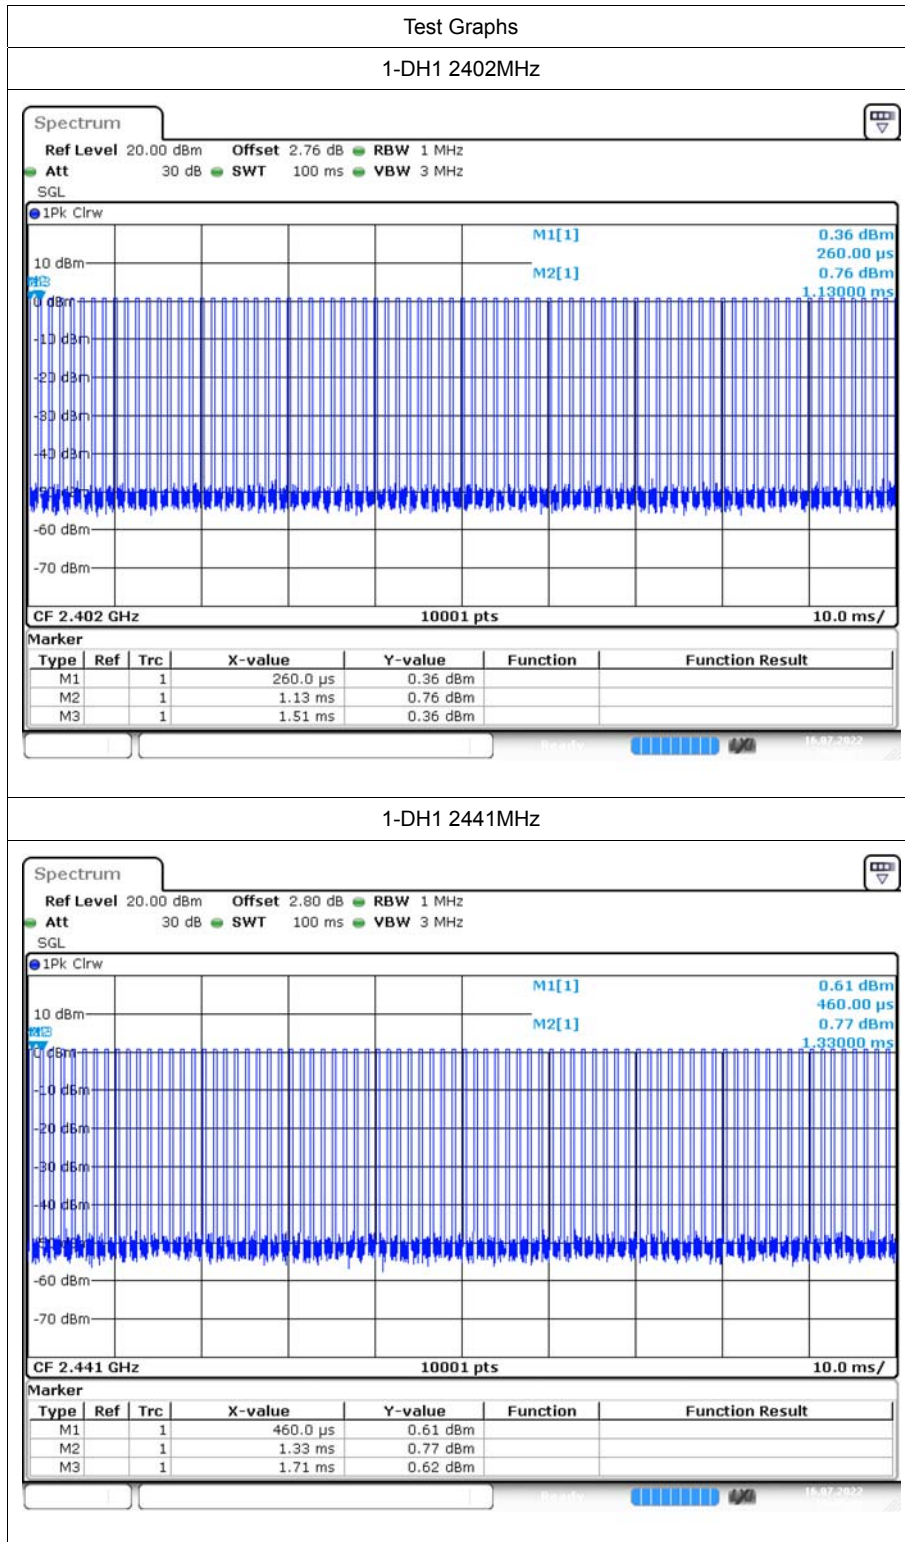 Test Graphs
1-DH1 2402MHz
Spectrum
Ref Level 20.00 dBm Offset 2.76 dB RBW 1 MHz
Att 30 dB SWT 100 ms VBW 3 MHz
SGL
1Pk Clrw
M1[1] 0.36 dBm
260.00 µs
M2[1] 0.76 dBm
1.13000 ms
10 dBm
0 dBm
-10 dBm
-20 dBm
-30 dBm
-40 dBm
-60 dBm
-70 dBm
CF 2.402 GHz 10001 pts 10.0 ms/
Marker
Type Ref Trc X-value Y-value Function Function Result
M1 1 260.0 µs 0.36 dBm
M2 1 1.13 ms 0.76 dBm
M3 1 1.51 ms 0.36 dBm
Ready 16.07.2022
1-DH1 2441MHz
Spectrum
Ref Level 20.00 dBm Offset 2.80 dB RBW 1 MHz
Att 30 dB SWT 100 ms VBW 3 MHz
SGL
1Pk Clrw
M1[1] 0.61 dBm
460.00 µs
M2[1] 0.77 dBm
1.33000 ms
10 dBm
0 dBm
-10 dBm
-20 dBm
-30 dBm
-40 dBm
-60 dBm
-70 dBm
CF 2.441 GHz 10001 pts 10.0 ms/
Marker
Type Ref Trc X-value Y-value Function Function Result
M1 1 460.0 µs 0.61 dBm
M2 1 1.33 ms 0.77 dBm
M3 1 1.71 ms 0.62 dBm
Ready 16.07.2022